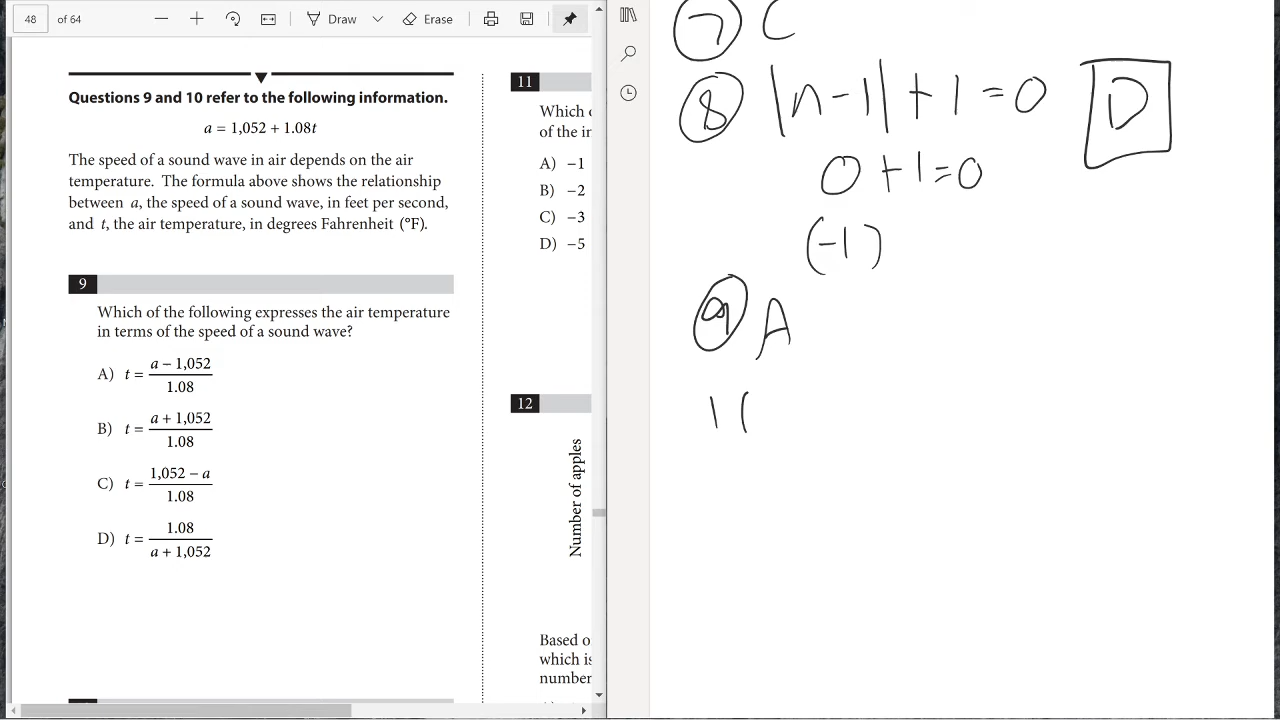 48 of 64 Draw Erase
Questions 9 and 10 refer to the following information.
a = 1,052 + 1.08t
The speed of a sound wave in air depends on the air
temperature. The formula above shows the relationship
between a, the speed of a sound wave, in feet per second,
and t, the air temperature, in degrees Fahrenheit (°F).
9
Which of the following expresses the air temperature
in terms of the speed of a sound wave?
A) t = a − 1,052 / 1.08
B) t = a + 1,052 / 1.08
C) t = 1,052 − a / 1.08
D) t = 1.08 / a + 1,052
11
Which
of the in
A) −1
B) −2
C) −3
D) −5
12
Number of apples
Based o
which is
number
7 C
8 |n-1| + 1 = 0 D
0 + 1 = 0
(-1)
9 A
1(